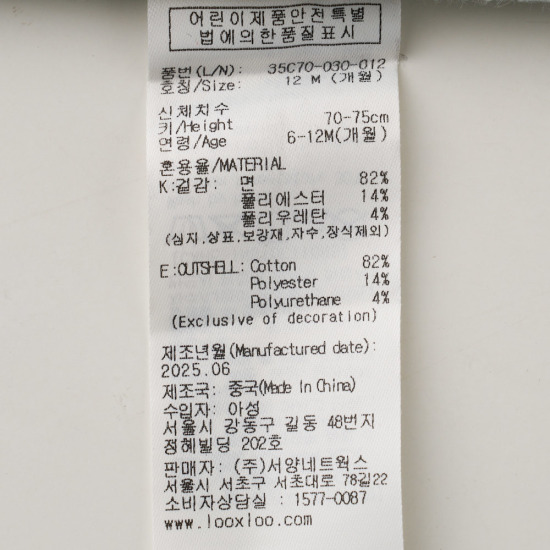 어린이제품안전특별
법에의한품질표시
품번(L/N): 35C70-030-012
호칭/Size: 12 M (개월)
신체치수
키/Height 70-75cm
연령/Age 6-12M(개월)
혼용율/MATERIAL
K:겉감: 면 82%
폴리에스터 14%
폴리우레탄 4%
(심지,상표,보강재,자수,장식제외)
E:OUTSHELL: Cotton 82%
Polyester 14%
Polyurethane 4%
(Exclusive of decoration)
제조년월(Manufactured date):
2025.06
제조국: 중국(Made In China)
수입자: 아성
서울시 강동구 길동 48번지
정혜빌딩 202호
판매자: (주)서양네트웍스
서울시 서초구 서초대로 78길22
소비자상담실 : 1577-0087
www.looxloo.com